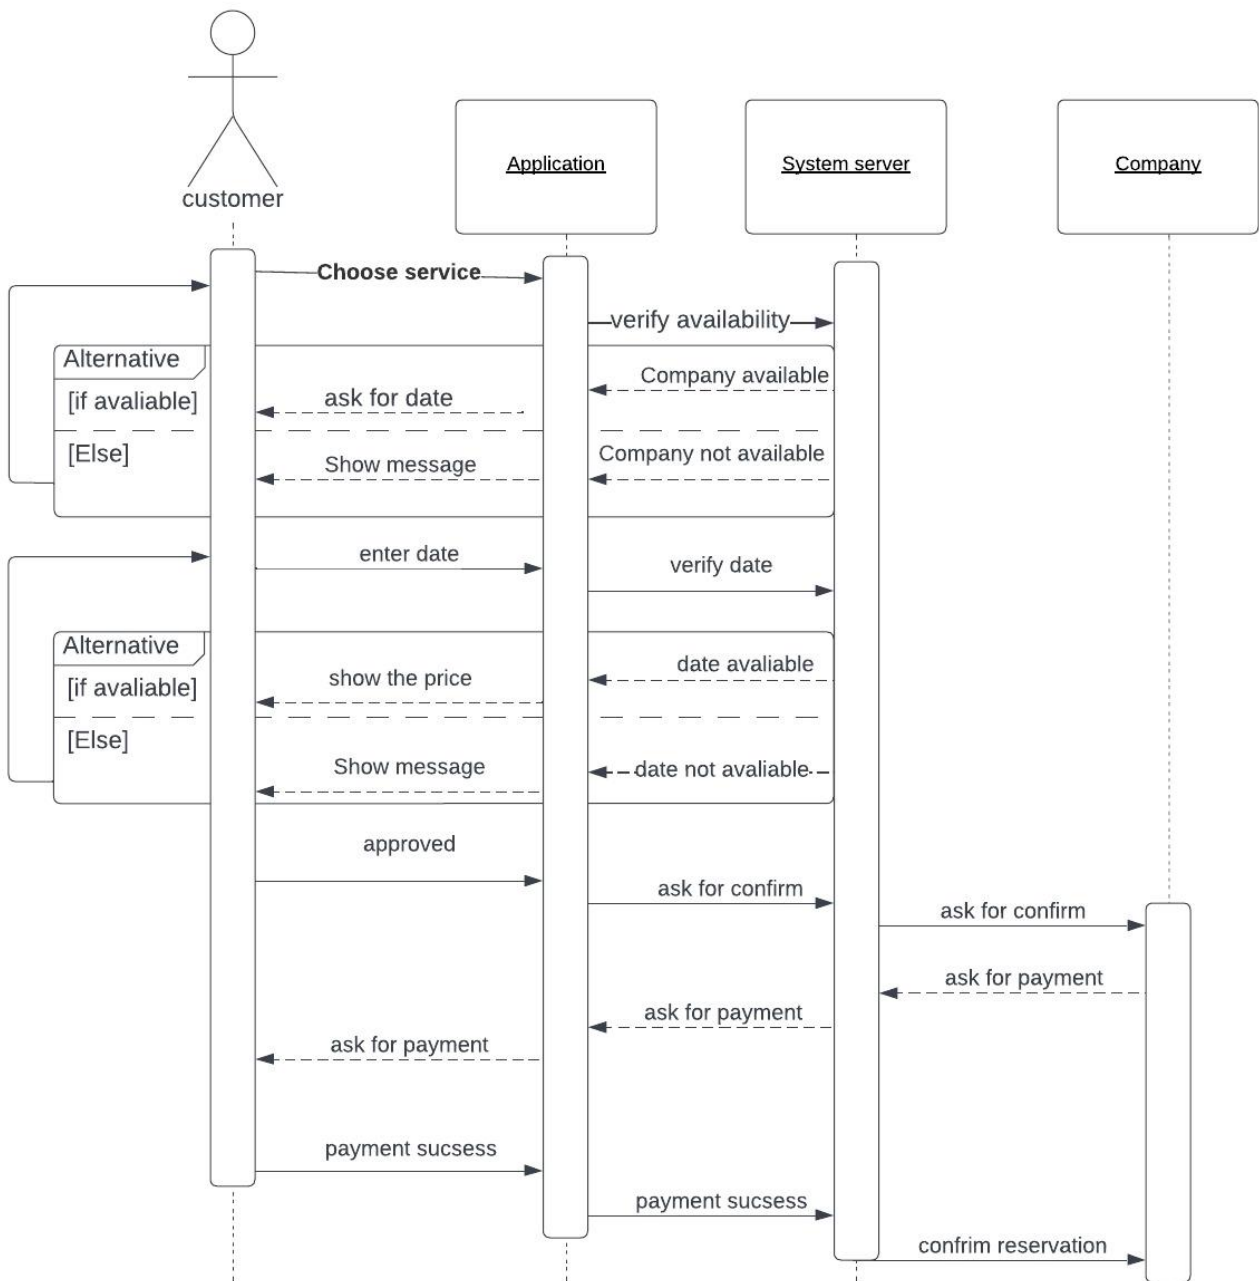 customer
Application
System server
Company
Choose service
verify availability
Alternative
Company available
[if avaliable]
ask for date
[Else]
Company not available
Show message
enter date
verify date
Alternative
date avaliable
[if avaliable]
show the price
[Else]
Show message
date not avaliable
approved
ask for confirm
ask for confirm
ask for payment
ask for payment
ask for payment
payment sucsess
payment sucsess
confrim reservation